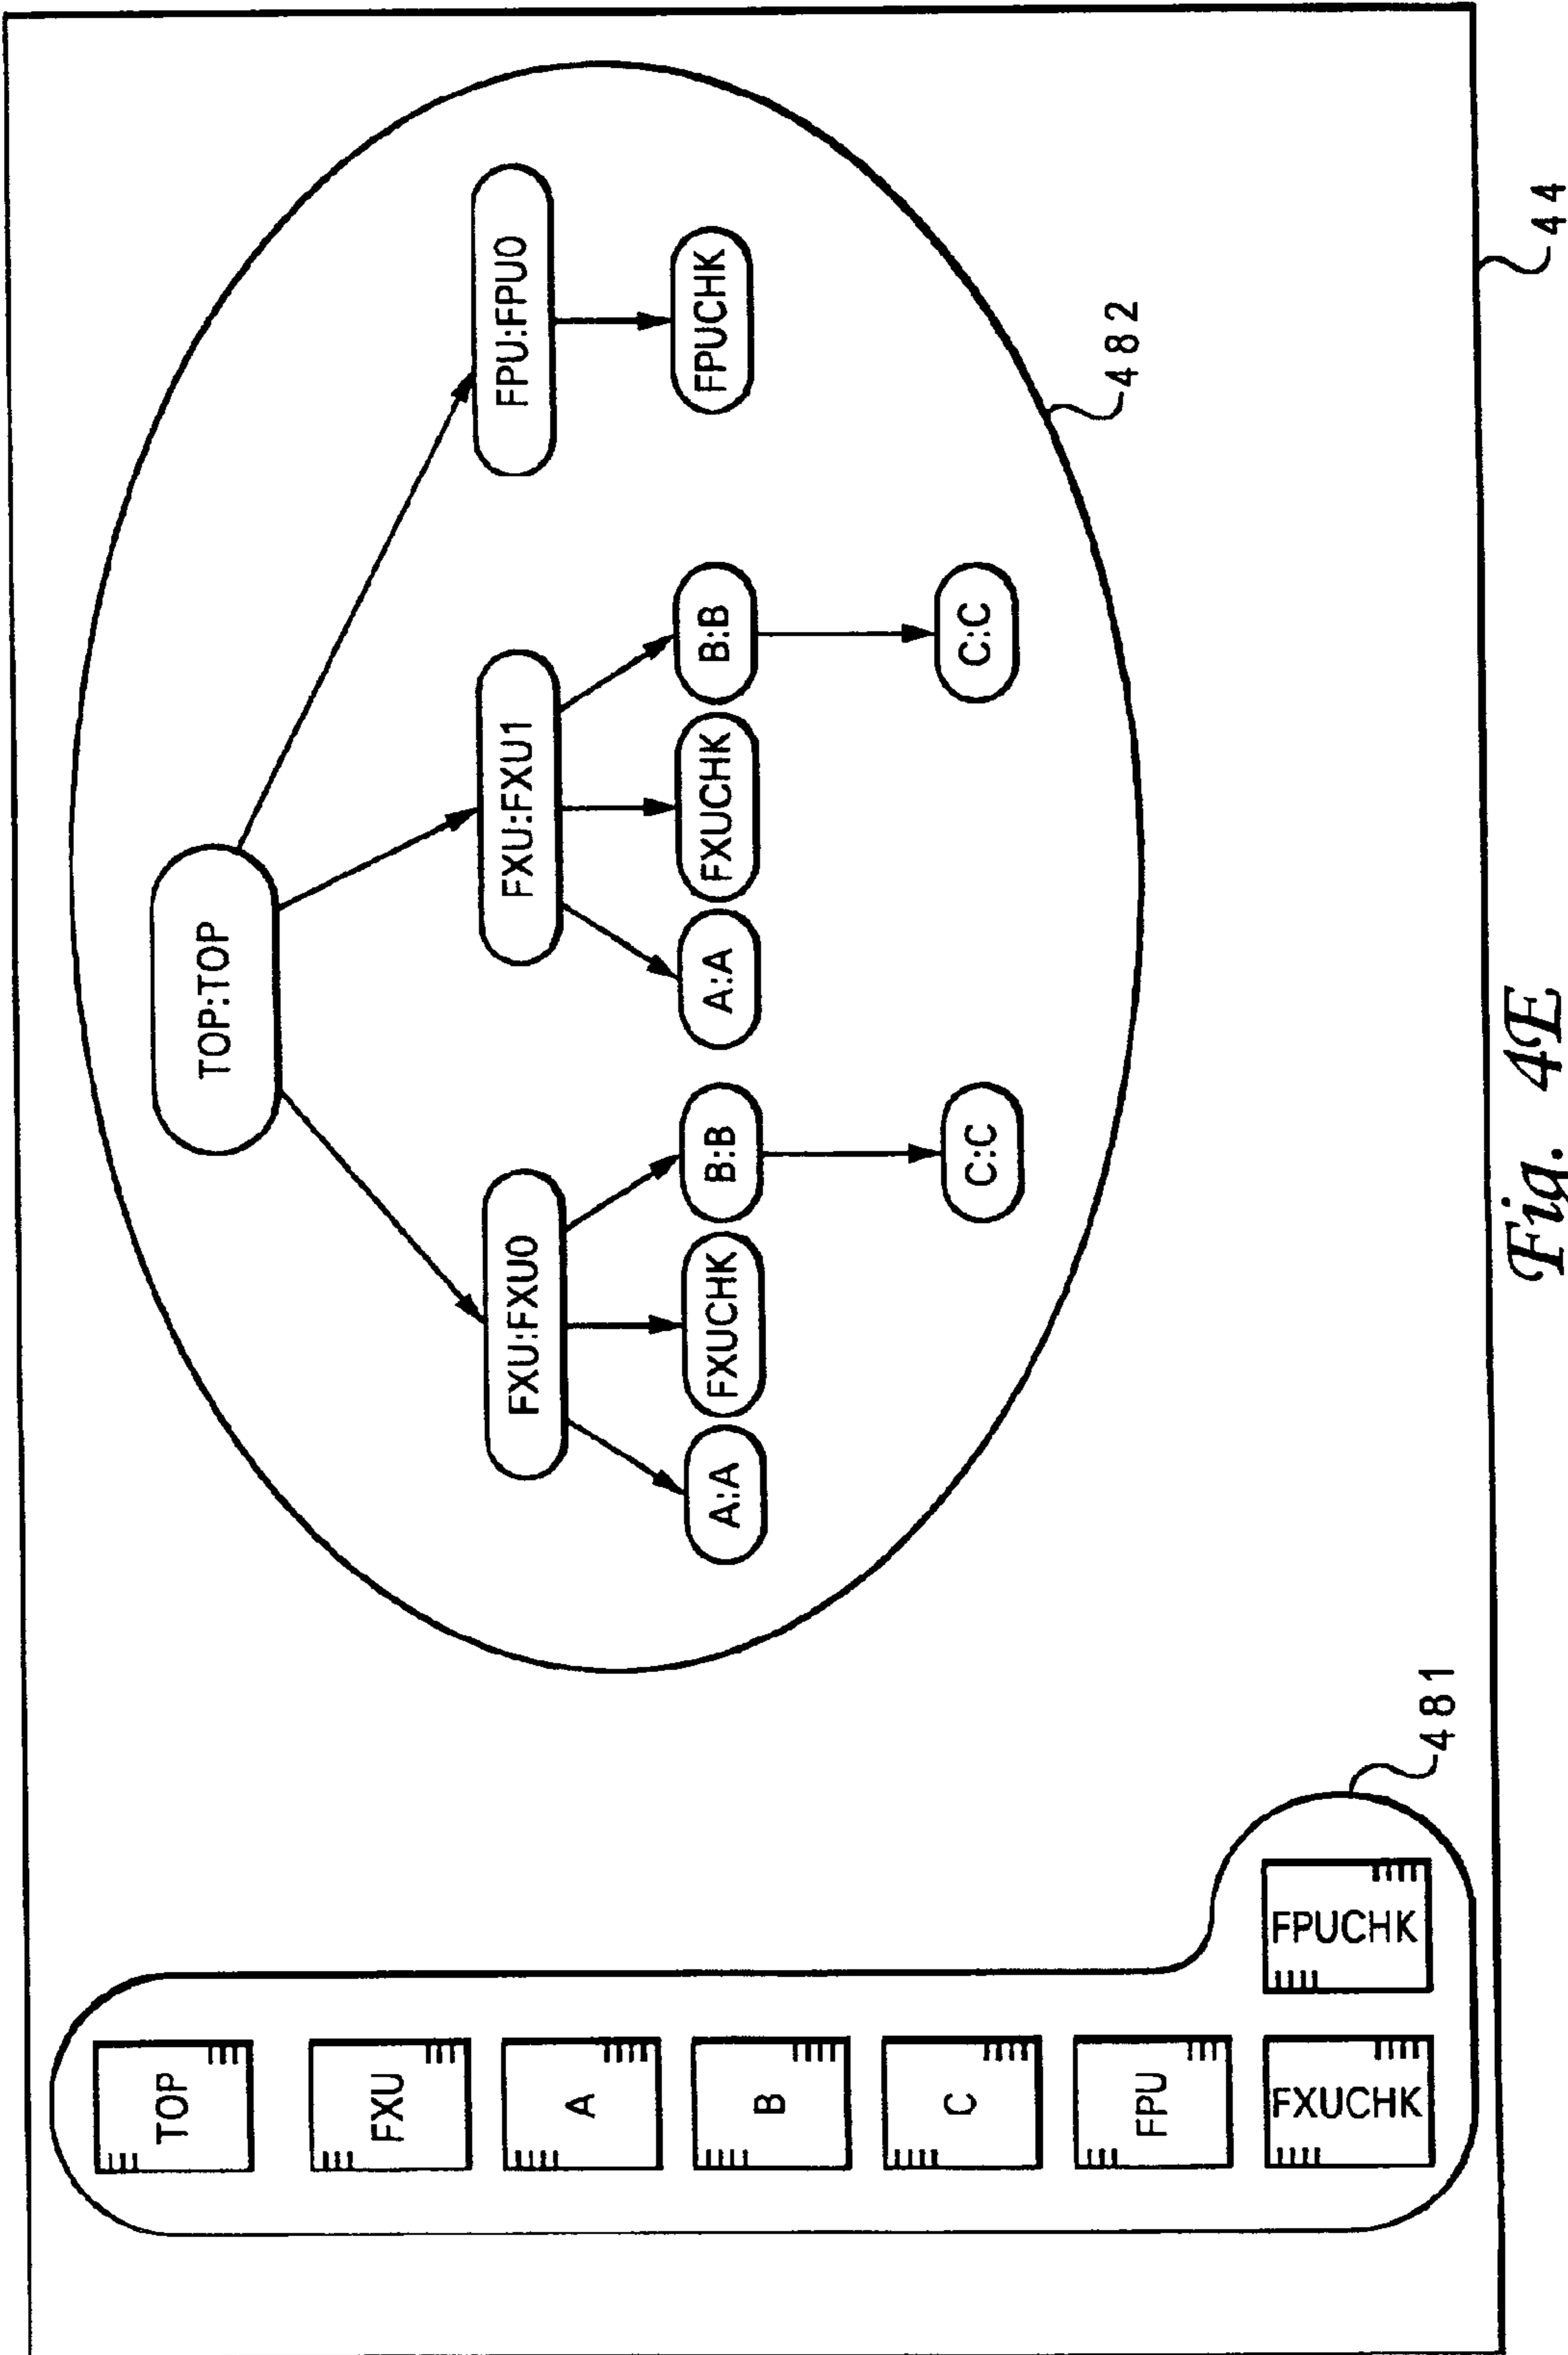 TOP
FXU
A
B
C
FPU
FXUCHK
FPUCHK
481
TOP:TOP
FXU:FXU0
FXU:FXU1
FPU:FPU0
A:A
FXUCHK
B:B
A:A
FXUCHK
B:B
FPUCHK
C:C
C:C
482
44
Fig. 4E